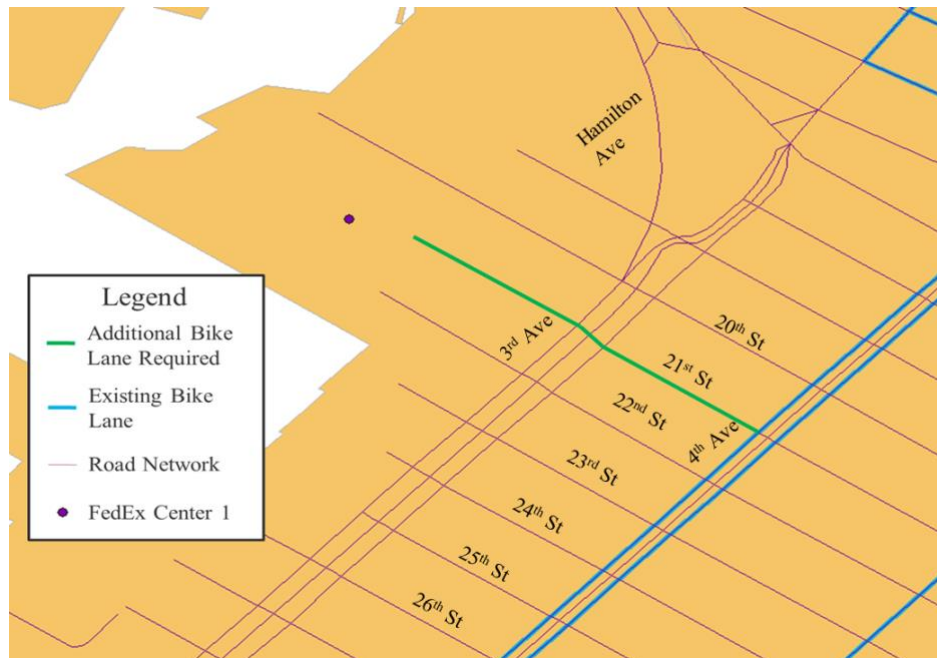 Hamilton
Ave
3rd Ave
20th St
21st St
22nd St
4th Ave
23rd St
24th St
25th St
26th St
Legend
Additional Bike
Lane Required
Existing Bike
Lane
Road Network
FedEx Center 1